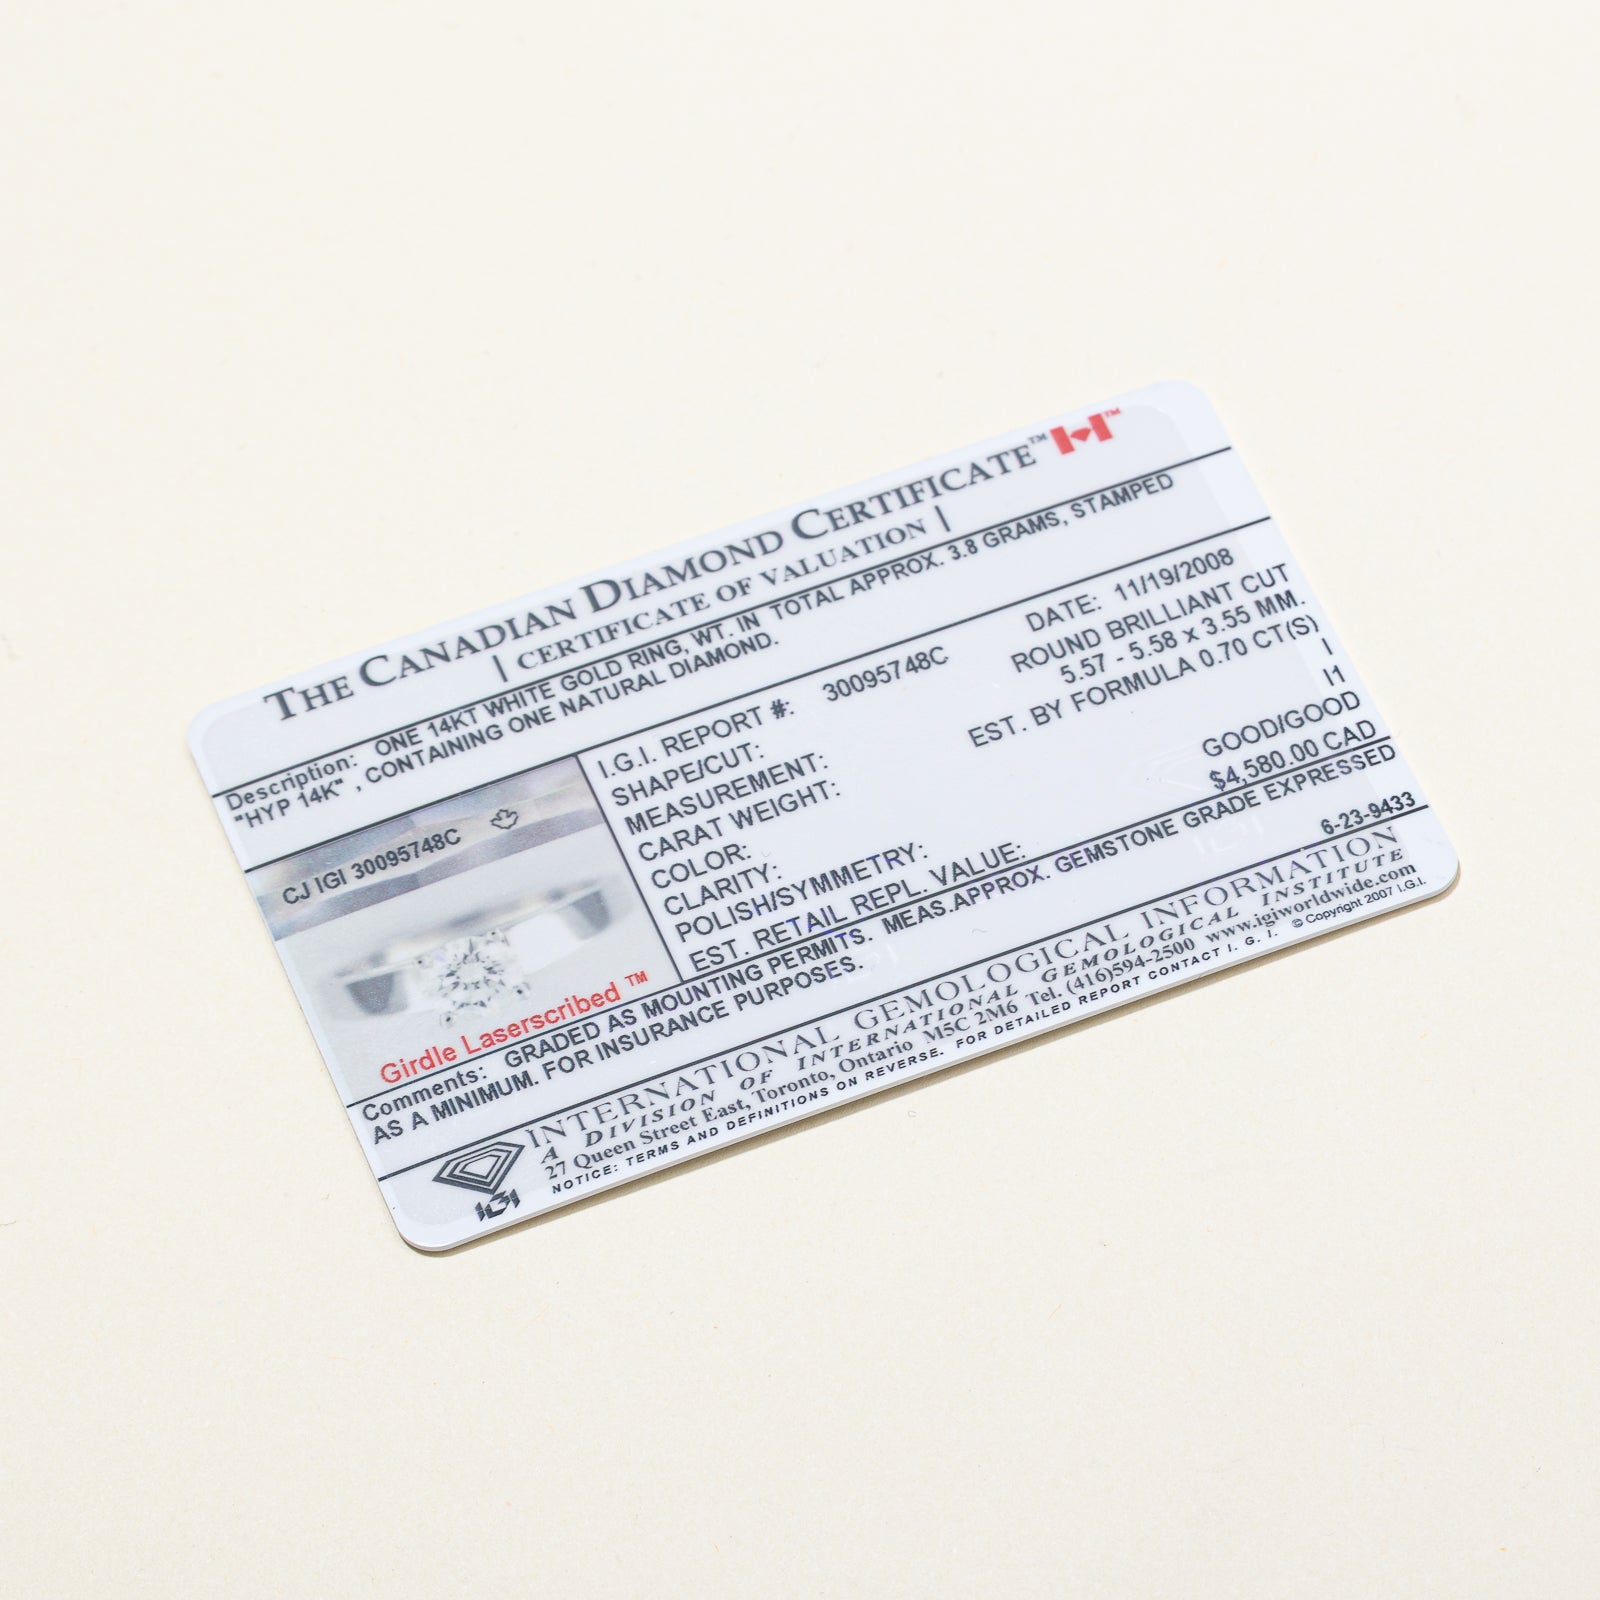 THE CANADIAN DIAMOND CERTIFICATE™
| CERTIFICATE OF VALUATION |
Description: ONE 14KT WHITE GOLD RING, WT. IN TOTAL APPROX. 3.8 GRAMS, STAMPED
"HYP 14K" , CONTAINING ONE NATURAL DIAMOND.
DATE: 11/19/2008
I.G.I. REPORT #: 30095748C
SHAPE/CUT: ROUND BRILLIANT CUT
MEASUREMENT: 5.57 - 5.58 x 3.55 MM.
CARAT WEIGHT: EST. BY FORMULA 0.70 CT(S)
COLOR: I
CLARITY: I1
POLISH/SYMMETRY: GOOD/GOOD
EST. RETAIL REPL. VALUE: $4,580.00 CAD
CJ IGI 30095748C
Girdle Laserscribed™
Comments: GRADED AS MOUNTING PERMITS. MEAS.APPROX. GEMSTONE GRADE EXPRESSED
AS A MINIMUM. FOR INSURANCE PURPOSES.
6-23-9433
INTERNATIONAL GEMOLOGICAL INFORMATION
A DIVISION OF INTERNATIONAL GEMOLOGICAL INSTITUTE
27 Queen Street East, Toronto, Ontario M5C 2M6 Tel. (416)594-2500 www.igiworldwide.com
NOTICE: TERMS AND DEFINITIONS ON REVERSE. FOR DETAILED REPORT CONTACT I. G. I. © Copyright 2007 I.G.I.
IGI